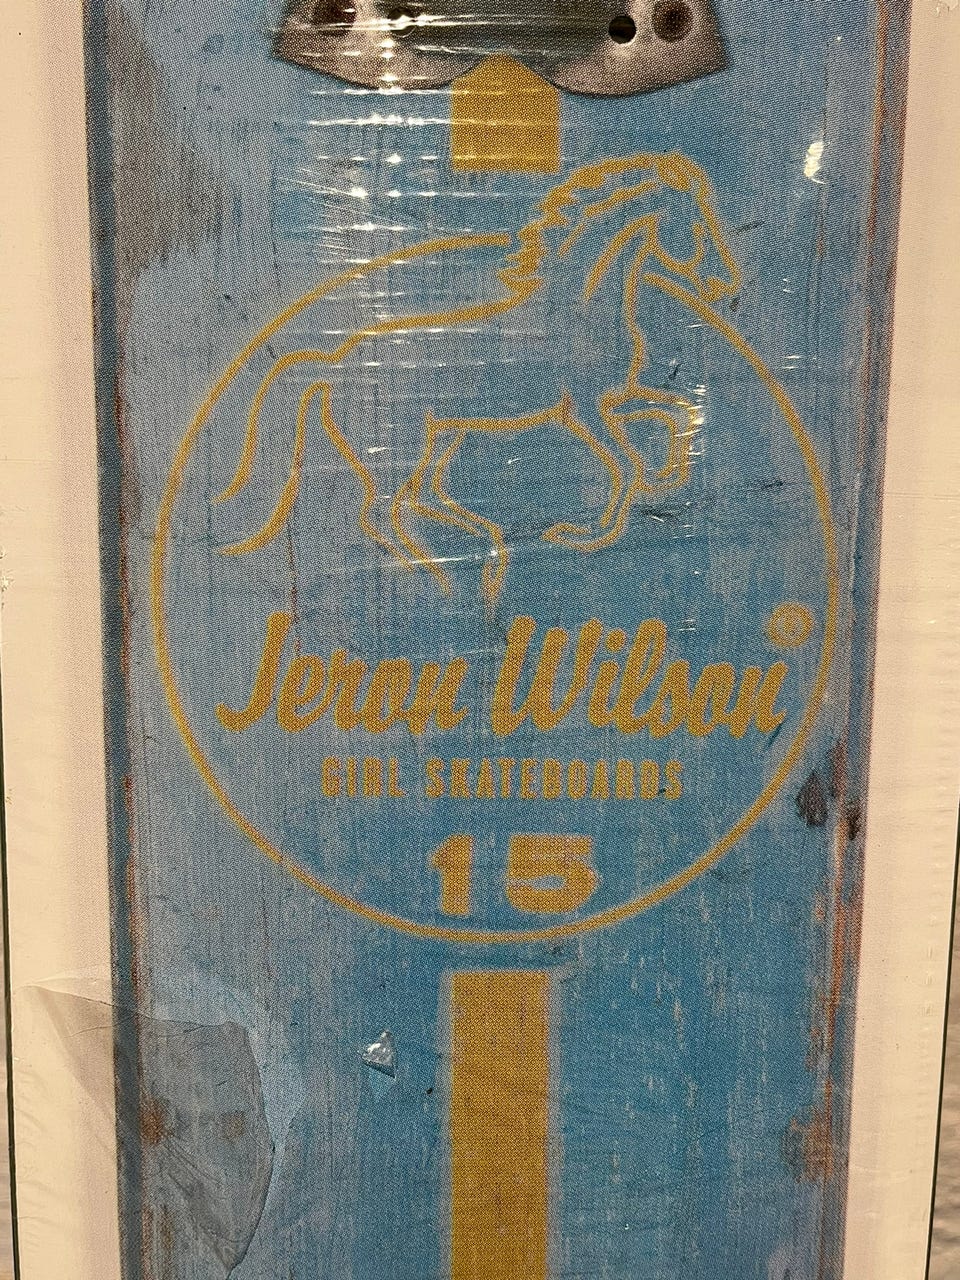 Jeron Wilson
GIRL SKATEBOARDS
15